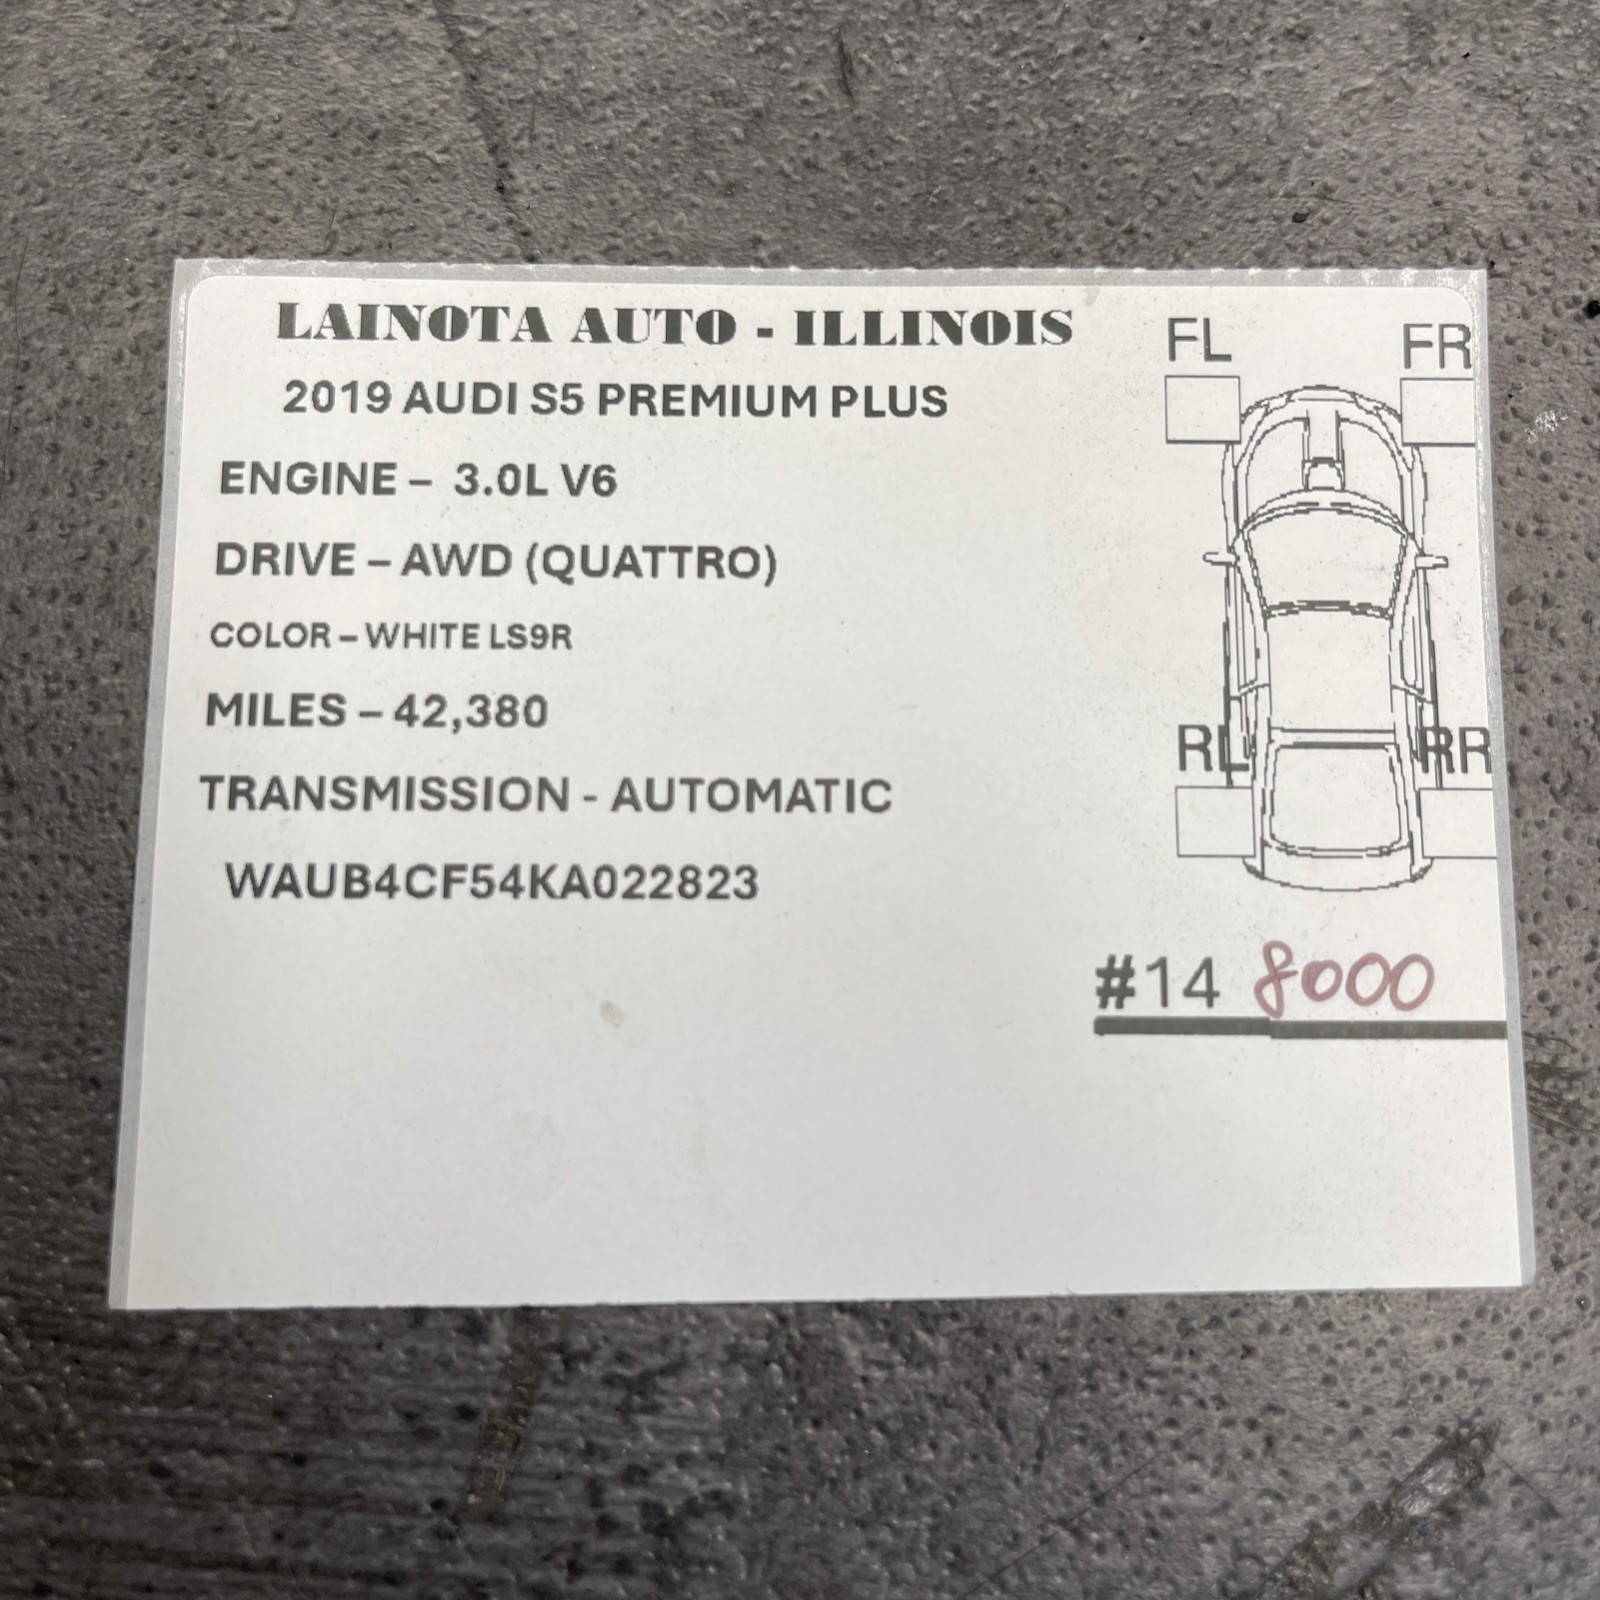 LAINOTA AUTO - ILLINOIS
2019 AUDI S5 PREMIUM PLUS
ENGINE – 3.0L V6
DRIVE – AWD (QUATTRO)
COLOR – WHITE LS9R
MILES – 42,380
TRANSMISSION - AUTOMATIC
WAUB4CF54KA022823
FL FR
RL RR
#14 8000